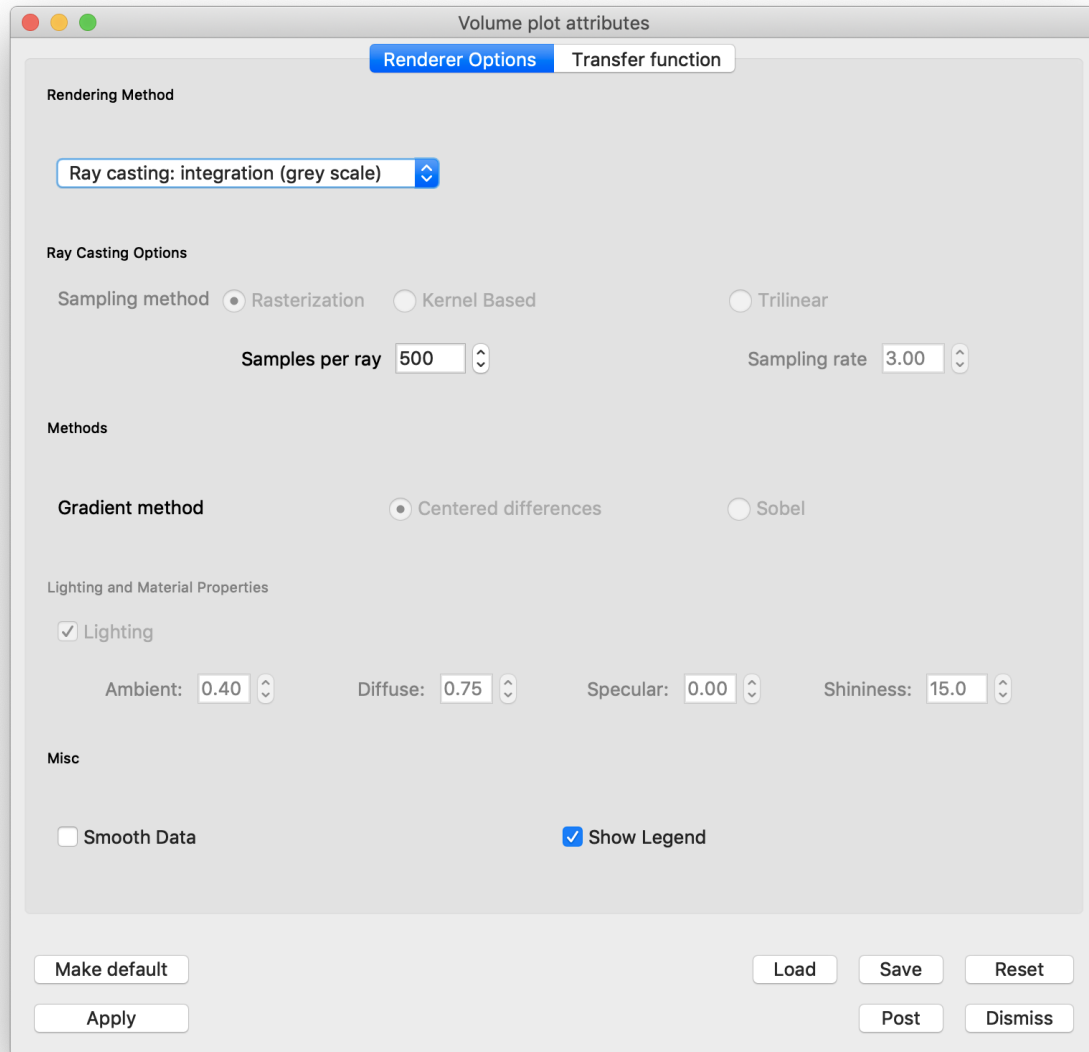 Volume plot attributes
Renderer Options Transfer function
Rendering Method
Ray casting: integration (grey scale)
Ray Casting Options
Sampling method Rasterization Kernel Based Trilinear
Samples per ray 500 Sampling rate 3.00
Methods
Gradient method Centered differences Sobel
Lighting and Material Properties
Lighting
Ambient: 0.40 Diffuse: 0.75 Specular: 0.00 Shininess: 15.0
Misc
Smooth Data Show Legend
Make default Load Save Reset
Apply Post Dismiss